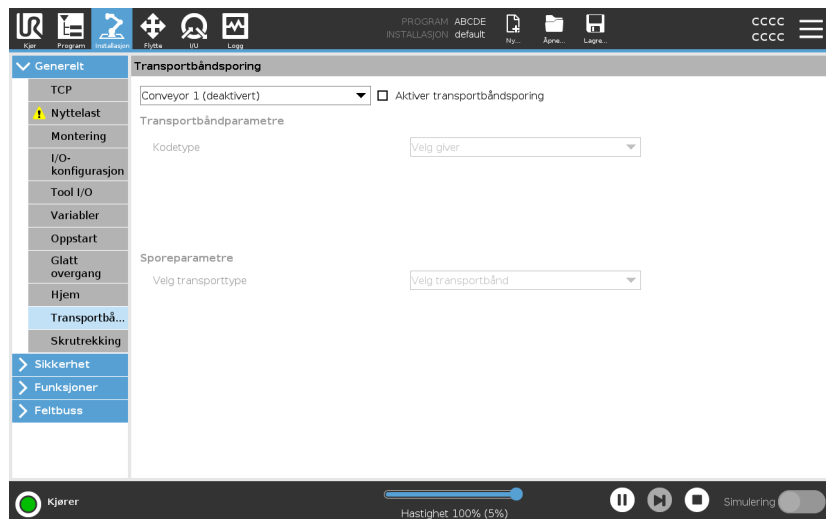 UR
Kjør
Program
Installasjon
Flytte
I/U
Logg
PROGRAM ABCDE
INSTALLASJON default
Ny...
Åpne...
Lagre...
CCCC
CCCC
Generelt
TCP
Nyttelast
Montering
I/O-
konfigurasjon
Tool I/O
Variabler
Oppstart
Glatt
overgang
Hjem
Transportbå...
Skrutrekking
Sikkerhet
Funksjoner
Feltbuss
Transportbåndsporing
Conveyor 1 (deaktivert)
Aktiver transportbåndsporing
Transportbåndparametre
Kodetype
Velg giver
Sporeparametre
Velg transporttype
Velg transportbånd
Kjører
Hastighet 100% (5%)
Simulering